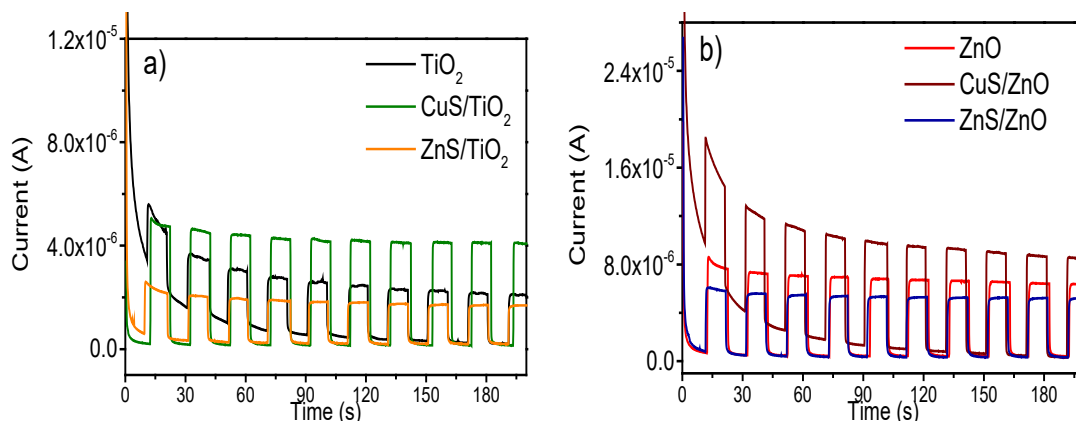 a)
TiO₂
CuS/TiO₂
ZnS/TiO₂
1.2x10⁻⁵
8.0x10⁻⁶
4.0x10⁻⁶
0.0
Current (A)
0 30 60 90 120 150 180
Time (s)
b)
ZnO
CuS/ZnO
ZnS/ZnO
2.4x10⁻⁵
1.6x10⁻⁵
8.0x10⁻⁶
0.0
Current (A)
0 30 60 90 120 150 180
Time (s)